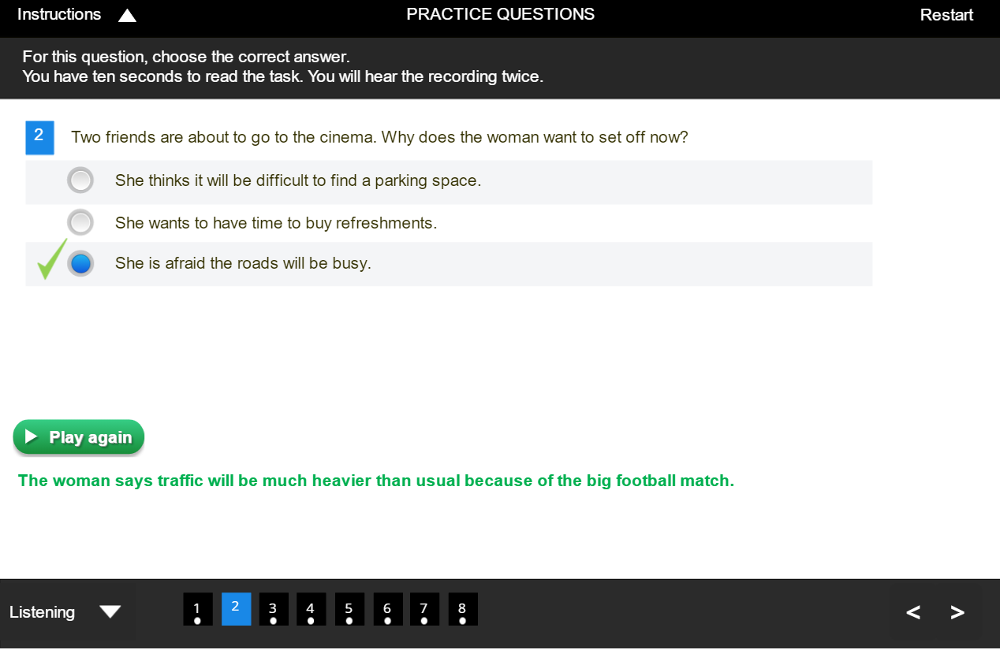 Instructions
PRACTICE QUESTIONS
Restart
For this question, choose the correct answer.
You have ten seconds to read the task. You will hear the recording twice.
2 Two friends are about to go to the cinema. Why does the woman want to set off now?
She thinks it will be difficult to find a parking space.
She wants to have time to buy refreshments.
She is afraid the roads will be busy.
Play again
The woman says traffic will be much heavier than usual because of the big football match.
Listening
1 2 3 4 5 6 7 8
< >